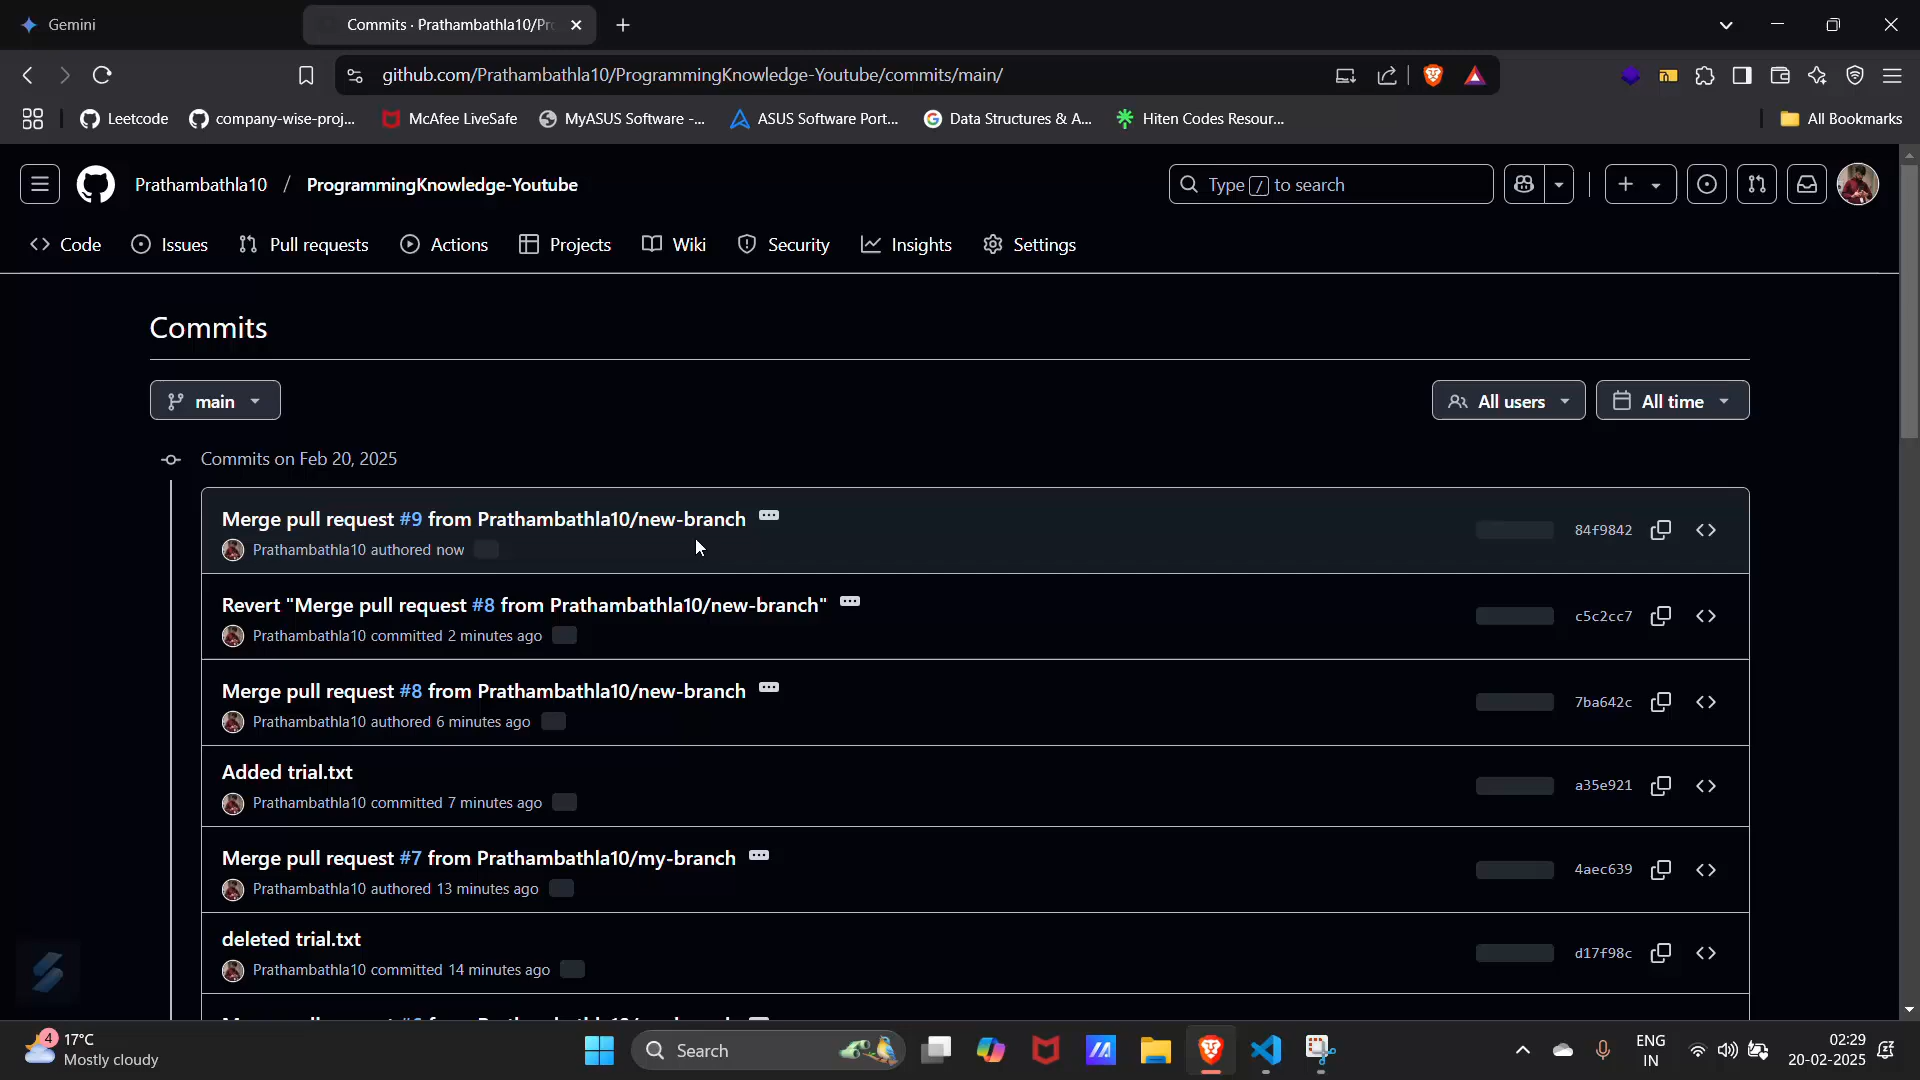 Gemini
Commits · Prathambathla10/Pro
github.com/Prathambathla10/ProgrammingKnowledge-Youtube/commits/main/
Leetcode
company-wise-proj...
McAfee LiveSafe
MyASUS Software -...
ASUS Software Port...
Data Structures & A...
Hiten Codes Resour...
All Bookmarks
Prathambathla10 / ProgrammingKnowledge-Youtube
Type / to search
Code
Issues
Pull requests
Actions
Projects
Wiki
Security
Insights
Settings
Commits
main
All users
All time
Commits on Feb 20, 2025
Merge pull request #9 from Prathambathla10/new-branch
Prathambathla10 authored now
84f9842
Revert "Merge pull request #8 from Prathambathla10/new-branch"
Prathambathla10 committed 2 minutes ago
c5c2cc7
Merge pull request #8 from Prathambathla10/new-branch
Prathambathla10 authored 6 minutes ago
7ba642c
Added trial.txt
Prathambathla10 committed 7 minutes ago
a35e921
Merge pull request #7 from Prathambathla10/my-branch
Prathambathla10 authored 13 minutes ago
4aec639
deleted trial.txt
Prathambathla10 committed 14 minutes ago
d17f98c
4
17°C
Mostly cloudy
Search
ENG
IN
02:29
20-02-2025